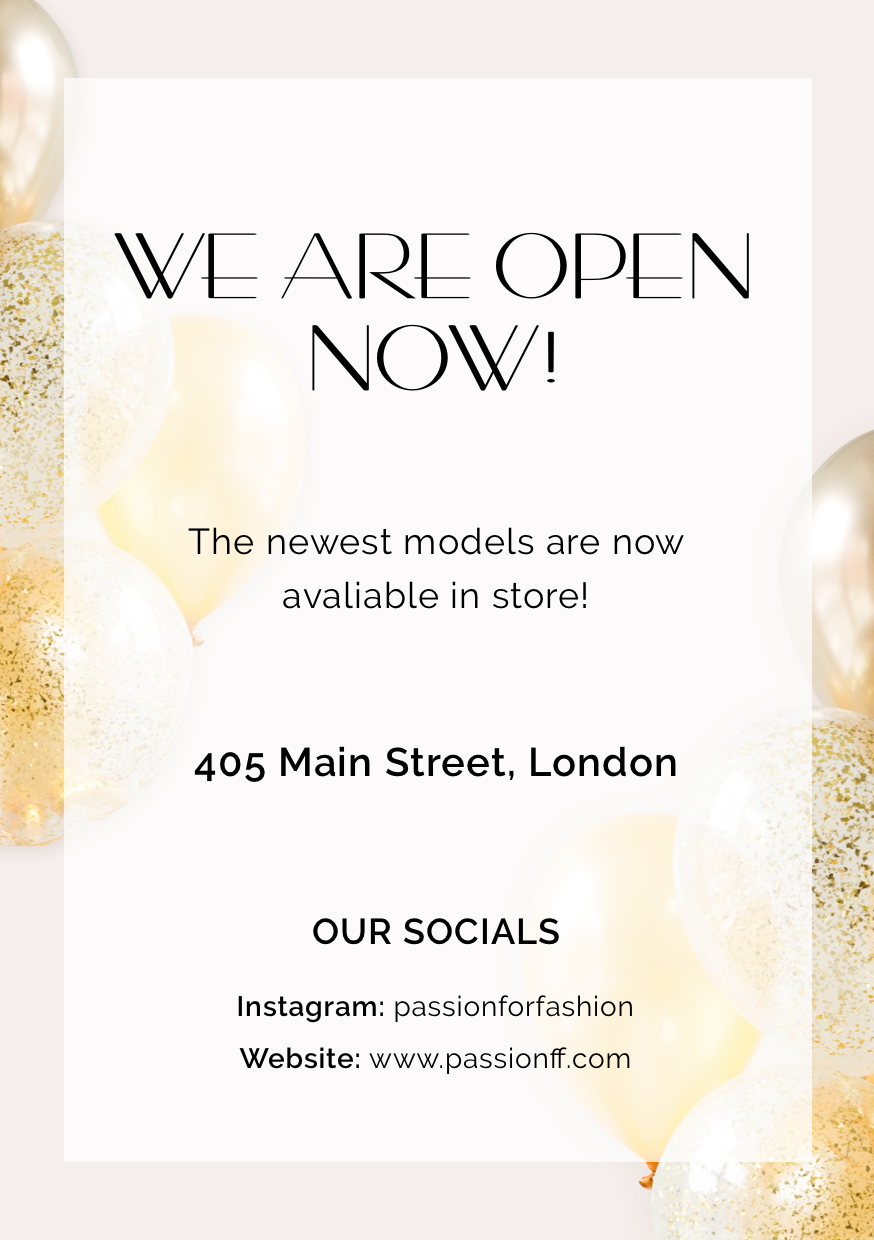 WE ARE OPEN
NOW!
The newest models are now
avaliable in store!
405 Main Street, London
OUR SOCIALS
Instagram: passionforfashion
Website: www.passionff.com